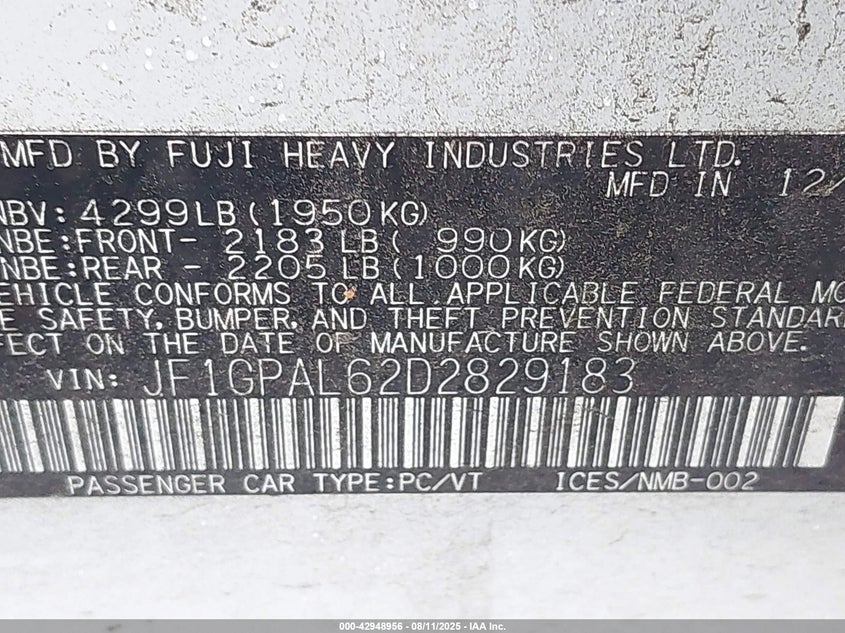 MFD BY FUJI HEAVY INDUSTRIES LTD.
MFD IN 12/
NBV: 4299LB(1950KG)
NBE:FRONT- 2183LB( 990KG)
NBE:REAR - 2205LB(1000KG)
EHICLE CONFORMS TO ALL APPLICABLE FEDERAL MO
E SAFETY, BUMPER, AND THEFT PREVENTION STANDAR
FECT ON THE DATE OF MANUFACTURE SHOWN ABOVE.
VIN: JF1GPAL62D2829183
PASSENGER CAR TYPE:PC/VT ICES/NMB-002
000-42948956 - 08/11/2025 - IAA Inc.